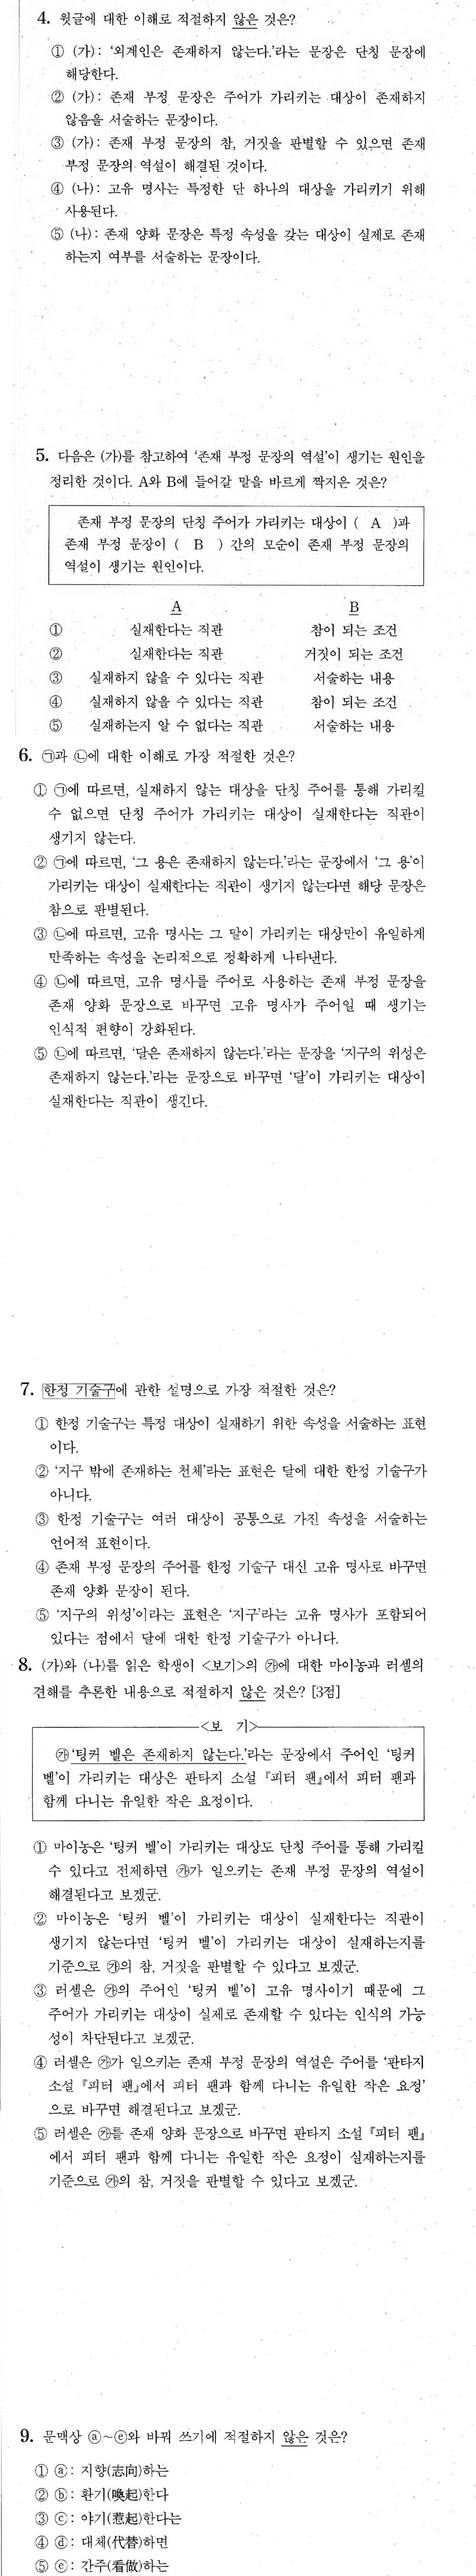 4. 윗글에 대한 이해로 적절하지 않은 것은?
① (가): ‘외계인은 존재하지 않는다.’라는 문장은 단칭 문장에
해당한다.
② (가): 존재 부정 문장은 주어가 가리키는 대상이 존재하지
않음을 서술하는 문장이다.
③ (가): 존재 부정 문장의 참, 거짓을 판별할 수 있으면 존재
부정 문장의 역설이 해결된 것이다.
④ (나): 고유 명사는 특정한 단 하나의 대상을 가리키기 위해
사용된다.
⑤ (나): 존재 양화 문장은 특정 속성을 갖는 대상이 실제로 존재
하는지 여부를 서술하는 문장이다.
5. 다음은 (가)를 참고하여 ‘존재 부정 문장의 역설’이 생기는 원인을
정리한 것이다. A와 B에 들어갈 말을 바르게 짝지은 것은?
존재 부정 문장의 단칭 주어가 가리키는 대상이 ( A )과
존재 부정 문장이 ( B ) 간의 모순이 존재 부정 문장의
역설이 생기는 원인이다.
A B
① 실재한다는 직관 참이 되는 조건
② 실재한다는 직관 거짓이 되는 조건
③ 실재하지 않을 수 있다는 직관 서술하는 내용
④ 실재하지 않을 수 있다는 직관 참이 되는 조건
⑤ 실재하는지 알 수 없다는 직관 서술하는 내용
6. ㉠과 ㉡에 대한 이해로 가장 적절한 것은?
① ㉠에 따르면, 실재하지 않는 대상을 단칭 주어를 통해 가리킬
수 없으면 단칭 주어가 가리키는 대상이 실재한다는 직관이
생기지 않는다.
② ㉠에 따르면, ‘그 용은 존재하지 않는다.’라는 문장에서 ‘그 용’이
가리키는 대상이 실재한다는 직관이 생기지 않는다면 해당 문장은
참으로 판별된다.
③ ㉡에 따르면, 고유 명사는 그 말이 가리키는 대상만이 유일하게
만족하는 속성을 논리적으로 정확하게 나타낸다.
④ ㉡에 따르면, 고유 명사를 주어로 사용하는 존재 부정 문장을
존재 양화 문장으로 바꾸면 고유 명사가 주어일 때 생기는
인식적 편향이 강화된다.
⑤ ㉡에 따르면, ‘달은 존재하지 않는다.’라는 문장을 ‘지구의 위성은
존재하지 않는다.’라는 문장으로 바꾸면 ‘달’이 가리키는 대상이
실재한다는 직관이 생긴다.
7. 한정 기술구에 관한 설명으로 가장 적절한 것은?
① 한정 기술구는 특정 대상이 실재하기 위한 속성을 서술하는 표현
이다.
② ‘지구 밖에 존재하는 천체’라는 표현은 달에 대한 한정 기술구가
아니다.
③ 한정 기술구는 여러 대상이 공통으로 가진 속성을 서술하는
언어적 표현이다.
④ 존재 부정 문장의 주어를 한정 기술구 대신 고유 명사로 바꾸면
존재 양화 문장이 된다.
⑤ ‘지구의 위성’이라는 표현은 ‘지구’라는 고유 명사가 포함되어
있다는 점에서 달에 대한 한정 기술구가 아니다.
8. (가)와 (나)를 읽은 학생이 <보기>의 ㉮에 대한 마이농과 러셀의
견해를 추론한 내용으로 적절하지 않은 것은? [3점]
<보 기>
㉮‘팅커 벨은 존재하지 않는다.’라는 문장에서 주어인 ‘팅커
벨’이 가리키는 대상은 판타지 소설 『피터 팬』에서 피터 팬과
함께 다니는 유일한 작은 요정이다.
① 마이농은 ‘팅커 벨’이 가리키는 대상도 단칭 주어를 통해 가리킬
수 있다고 전제하면 ㉮가 일으키는 존재 부정 문장의 역설이
해결된다고 보겠군.
② 마이농은 ‘팅커 벨’이 가리키는 대상이 실재한다는 직관이
생기지 않는다면 ‘팅커 벨’이 가리키는 대상이 실재하는지를
기준으로 ㉮의 참, 거짓을 판별할 수 있다고 보겠군.
③ 러셀은 ㉮의 주어인 ‘팅커 벨’이 고유 명사이기 때문에 그
주어가 가리키는 대상이 실제로 존재할 수 있다는 인식의 가능
성이 차단된다고 보겠군.
④ 러셀은 ㉮가 일으키는 존재 부정 문장의 역설은 주어를 ‘판타지
소설 『피터 팬』에서 피터 팬과 함께 다니는 유일한 작은 요정’
으로 바꾸면 해결된다고 보겠군.
⑤ 러셀은 ㉮를 존재 양화 문장으로 바꾸면 판타지 소설 『피터 팬』
에서 피터 팬과 함께 다니는 유일한 작은 요정이 실재하는지를
기준으로 ㉮의 참, 거짓을 판별할 수 있다고 보겠군.
9. 문맥상 ⓐ~ⓔ와 바꿔 쓰기에 적절하지 않은 것은?
① ⓐ: 지향(志向)하는
② ⓑ: 환기(喚起)한다
③ ⓒ: 야기(惹起)한다는
④ ⓓ: 대체(代替)하면
⑤ ⓔ: 간주(看做)하는